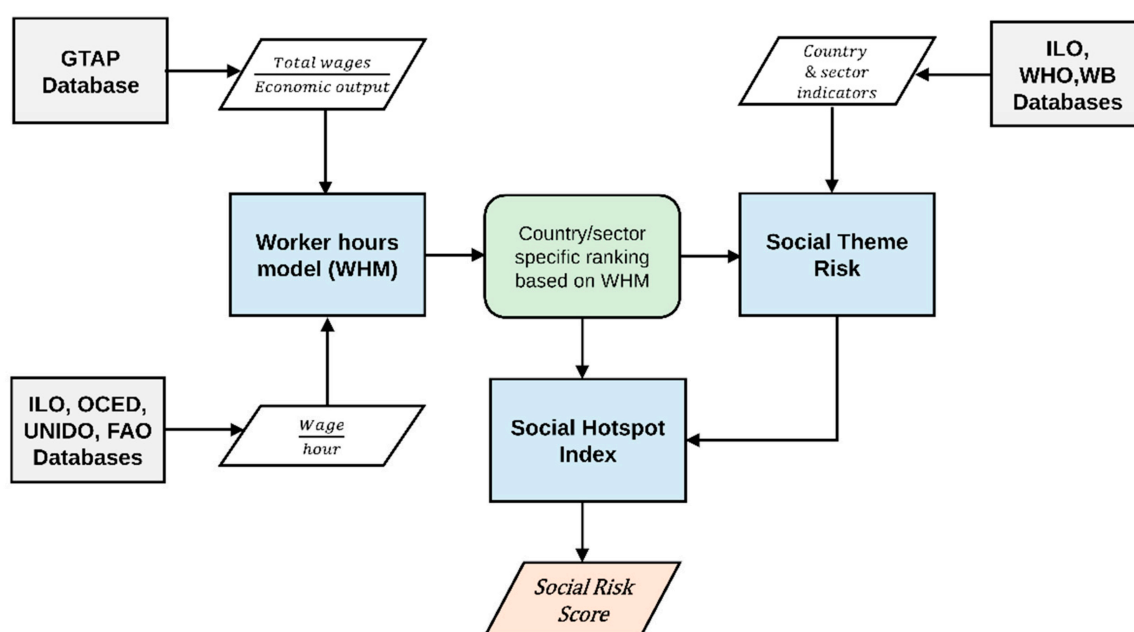 GTAP
Database
Total wages
Economic output
Country
& sector
indicators
ILO,
WHO,WB
Databases
Worker hours
model (WHM)
Country/sector
specific ranking
based on WHM
Social Theme
Risk
ILO, OCED,
UNIDO, FAO
Databases
Wage
hour
Social Hotspot
Index
Social Risk
Score